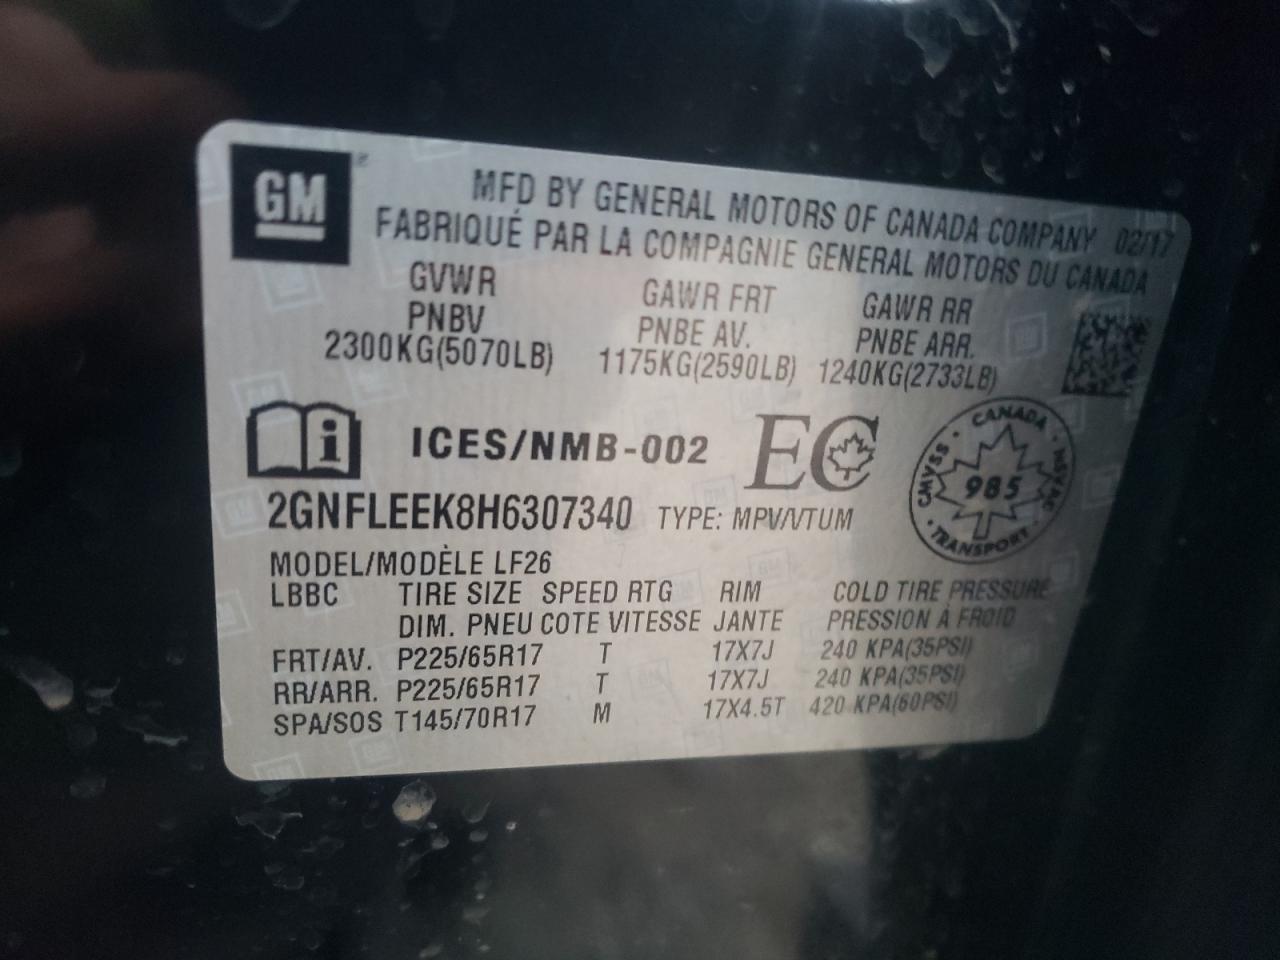 GM
MFD BY GENERAL MOTORS OF CANADA COMPANY 02/17
FABRIQUÉ PAR LA COMPAGNIE GENERAL MOTORS DU CANADA
GVWR GAWR FRT GAWR RR
PNBV PNBE AV. PNBE ARR.
2300KG(5070LB) 1175KG(2590LB) 1240KG(2733LB)
i ICES/NMB-002 EC
CANADA CMVSS NSVAC 985 TRANSPORT
2GNFLEEK8H6307340 TYPE: MPV/VTUM
MODEL/MODÈLE LF26
LBBC TIRE SIZE SPEED RTG RIM COLD TIRE PRESSURE
DIM. PNEU COTE VITESSE JANTE PRESSION À FROID
FRT/AV. P225/65R17 T 17X7J 240 KPA(35PSI)
RR/ARR. P225/65R17 T 17X7J 240 KPA(35PSI)
SPA/SOS T145/70R17 M 17X4.5T 420 KPA(60PSI)